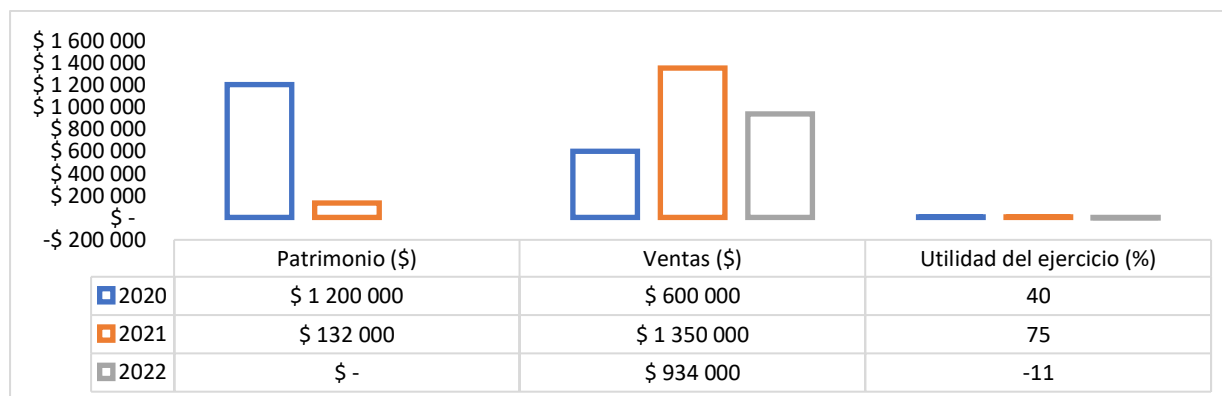 $ 1 600 000
$ 1 400 000
$ 1 200 000
$ 1 000 000
$ 800 000
$ 600 000
$ 400 000
$ 200 000
$ -
-$ 200 000
Patrimonio ($) Ventas ($) Utilidad del ejercicio (%)
2020 $ 1 200 000 $ 600 000 40
2021 $ 132 000 $ 1 350 000 75
2022 $ - $ 934 000 -11